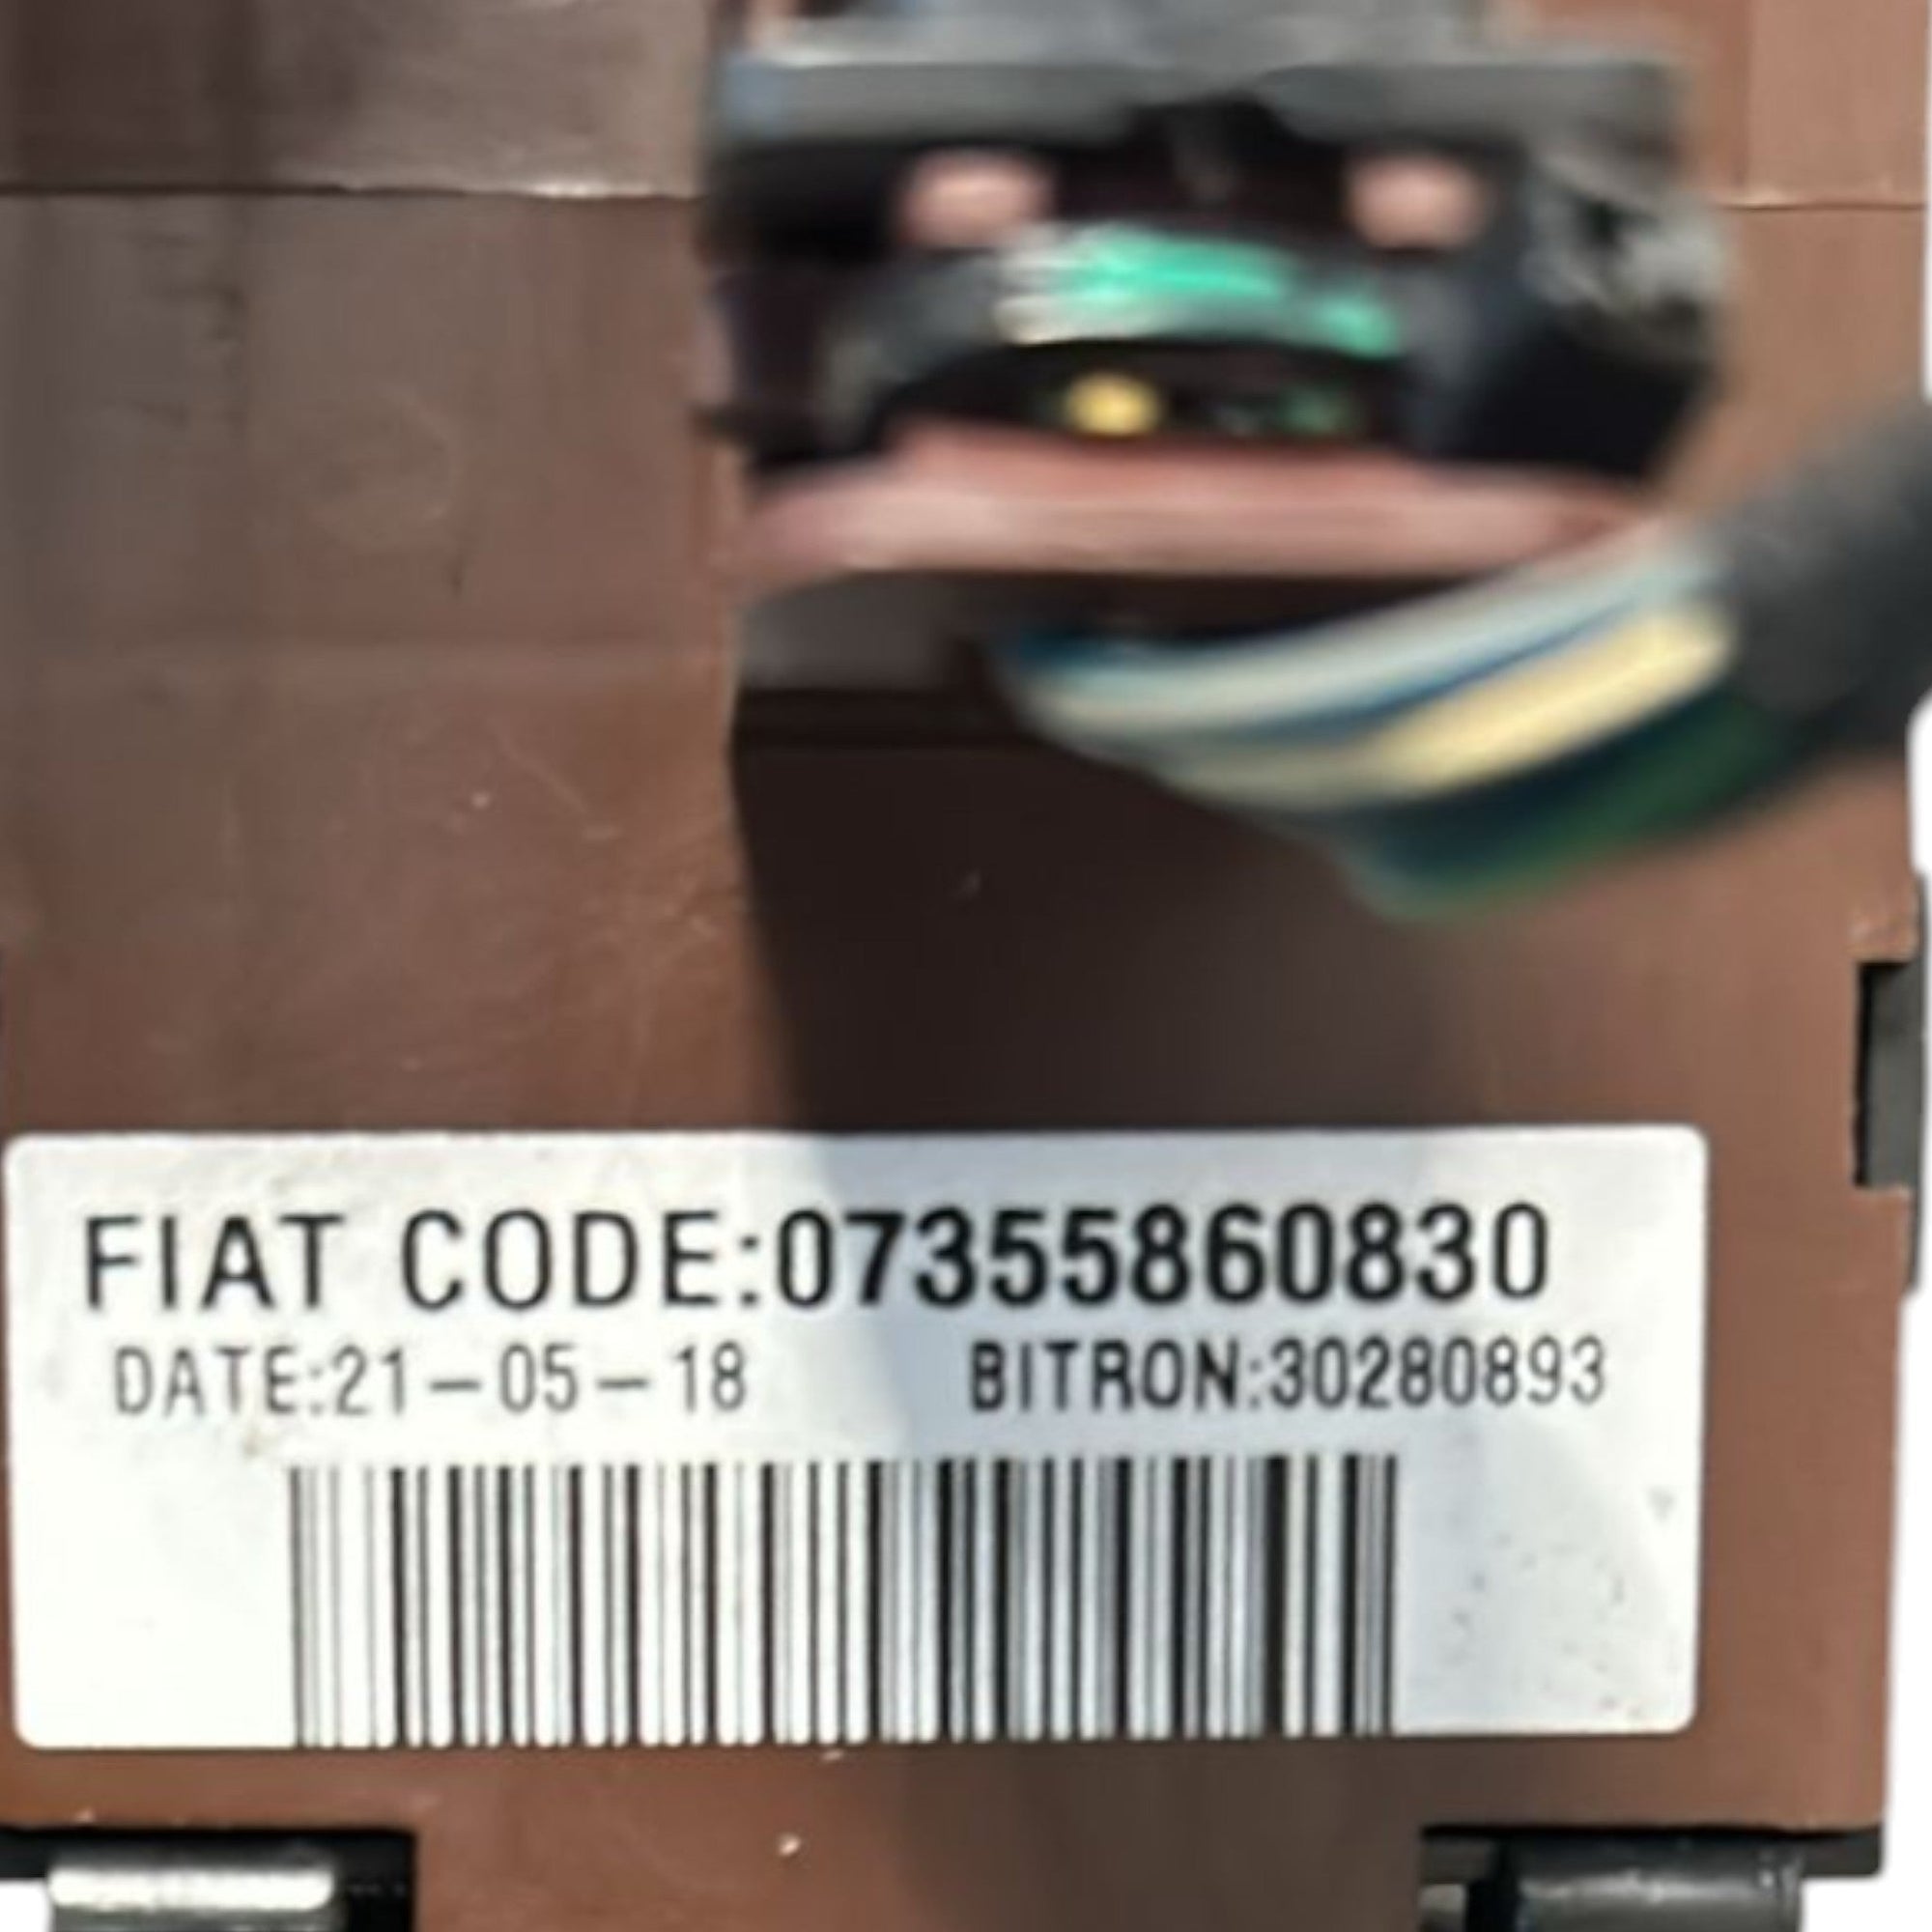 FIAT CODE:07355860830
DATE:21-05-18 BITRON:30280893